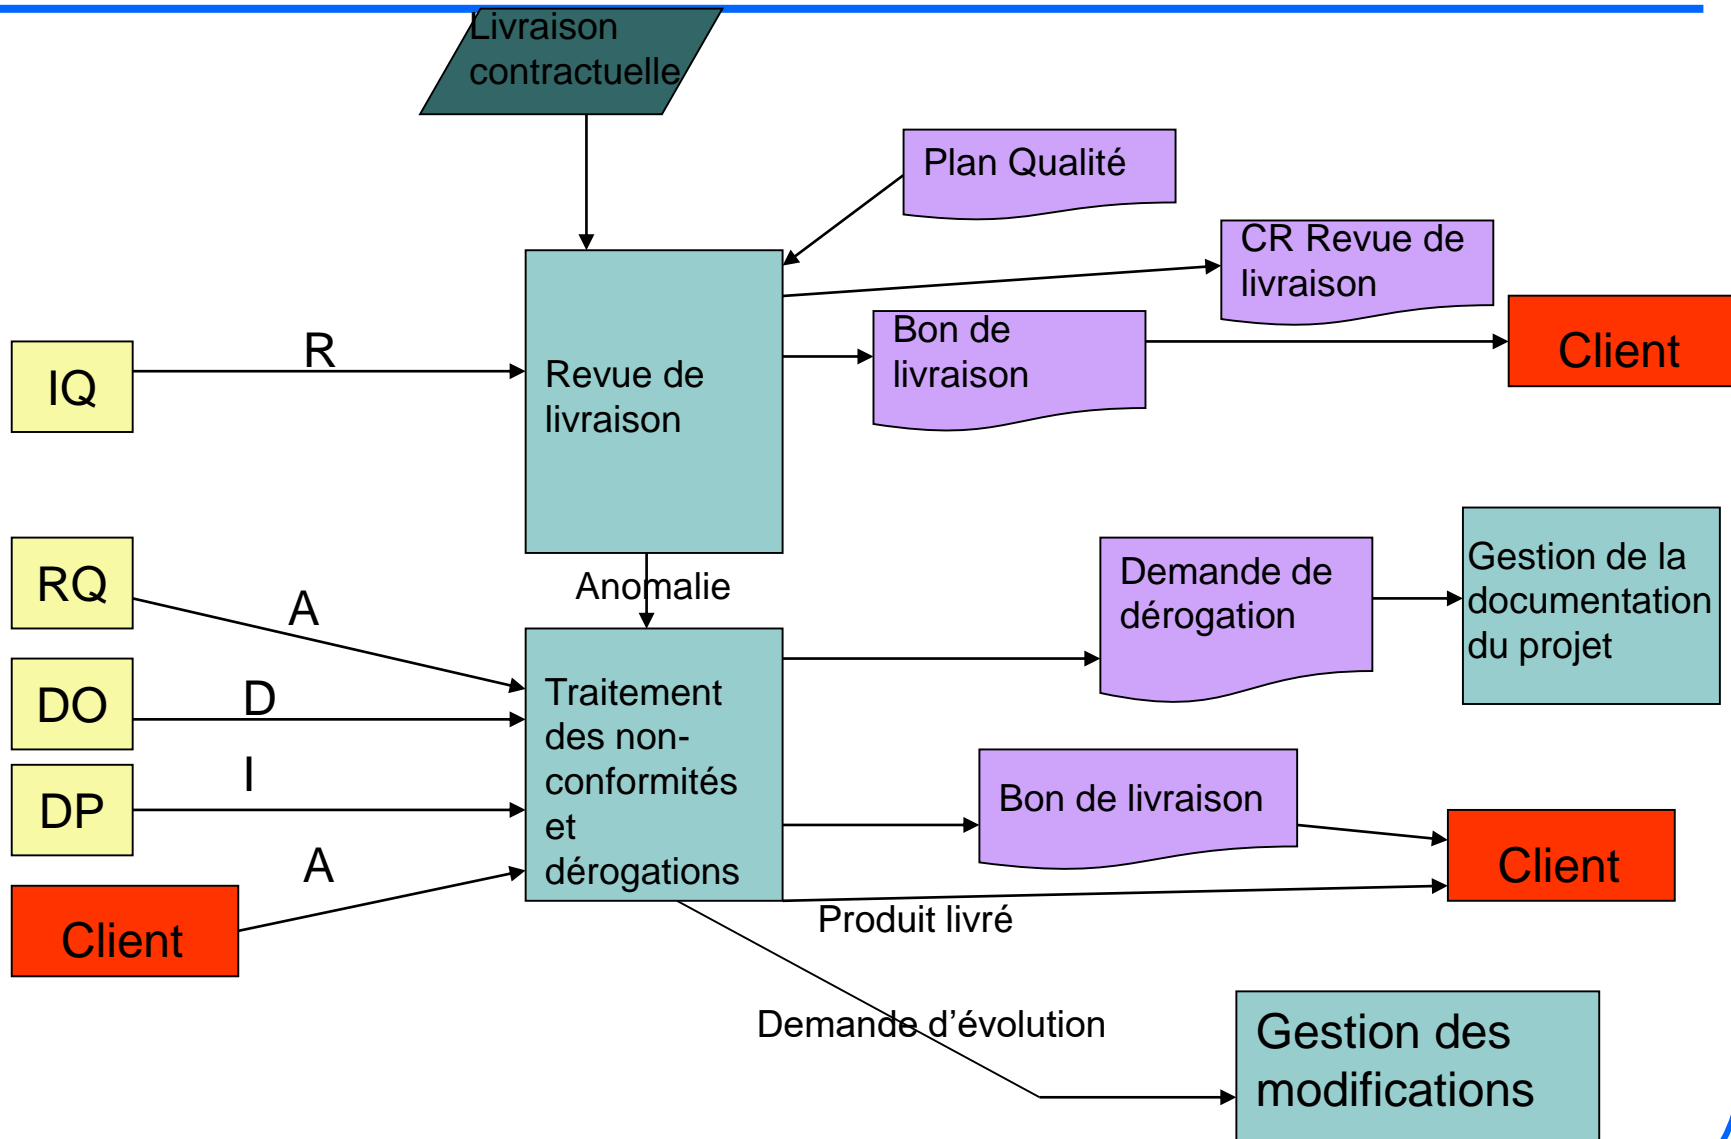 Livraison
contractuelle
Plan Qualité
CR Revue de
livraison
Bon de
livraison
Client
IQ
R
Revue de
livraison
RQ
A
Anomalie
Demande de
dérogation
Gestion de la
documentation
du projet
DO
D
Traitement
des non-
conformités
et
dérogations
DP
I
Bon de livraison
Client
A
Client
Produit livré
Demande d’évolution
Gestion des
modifications